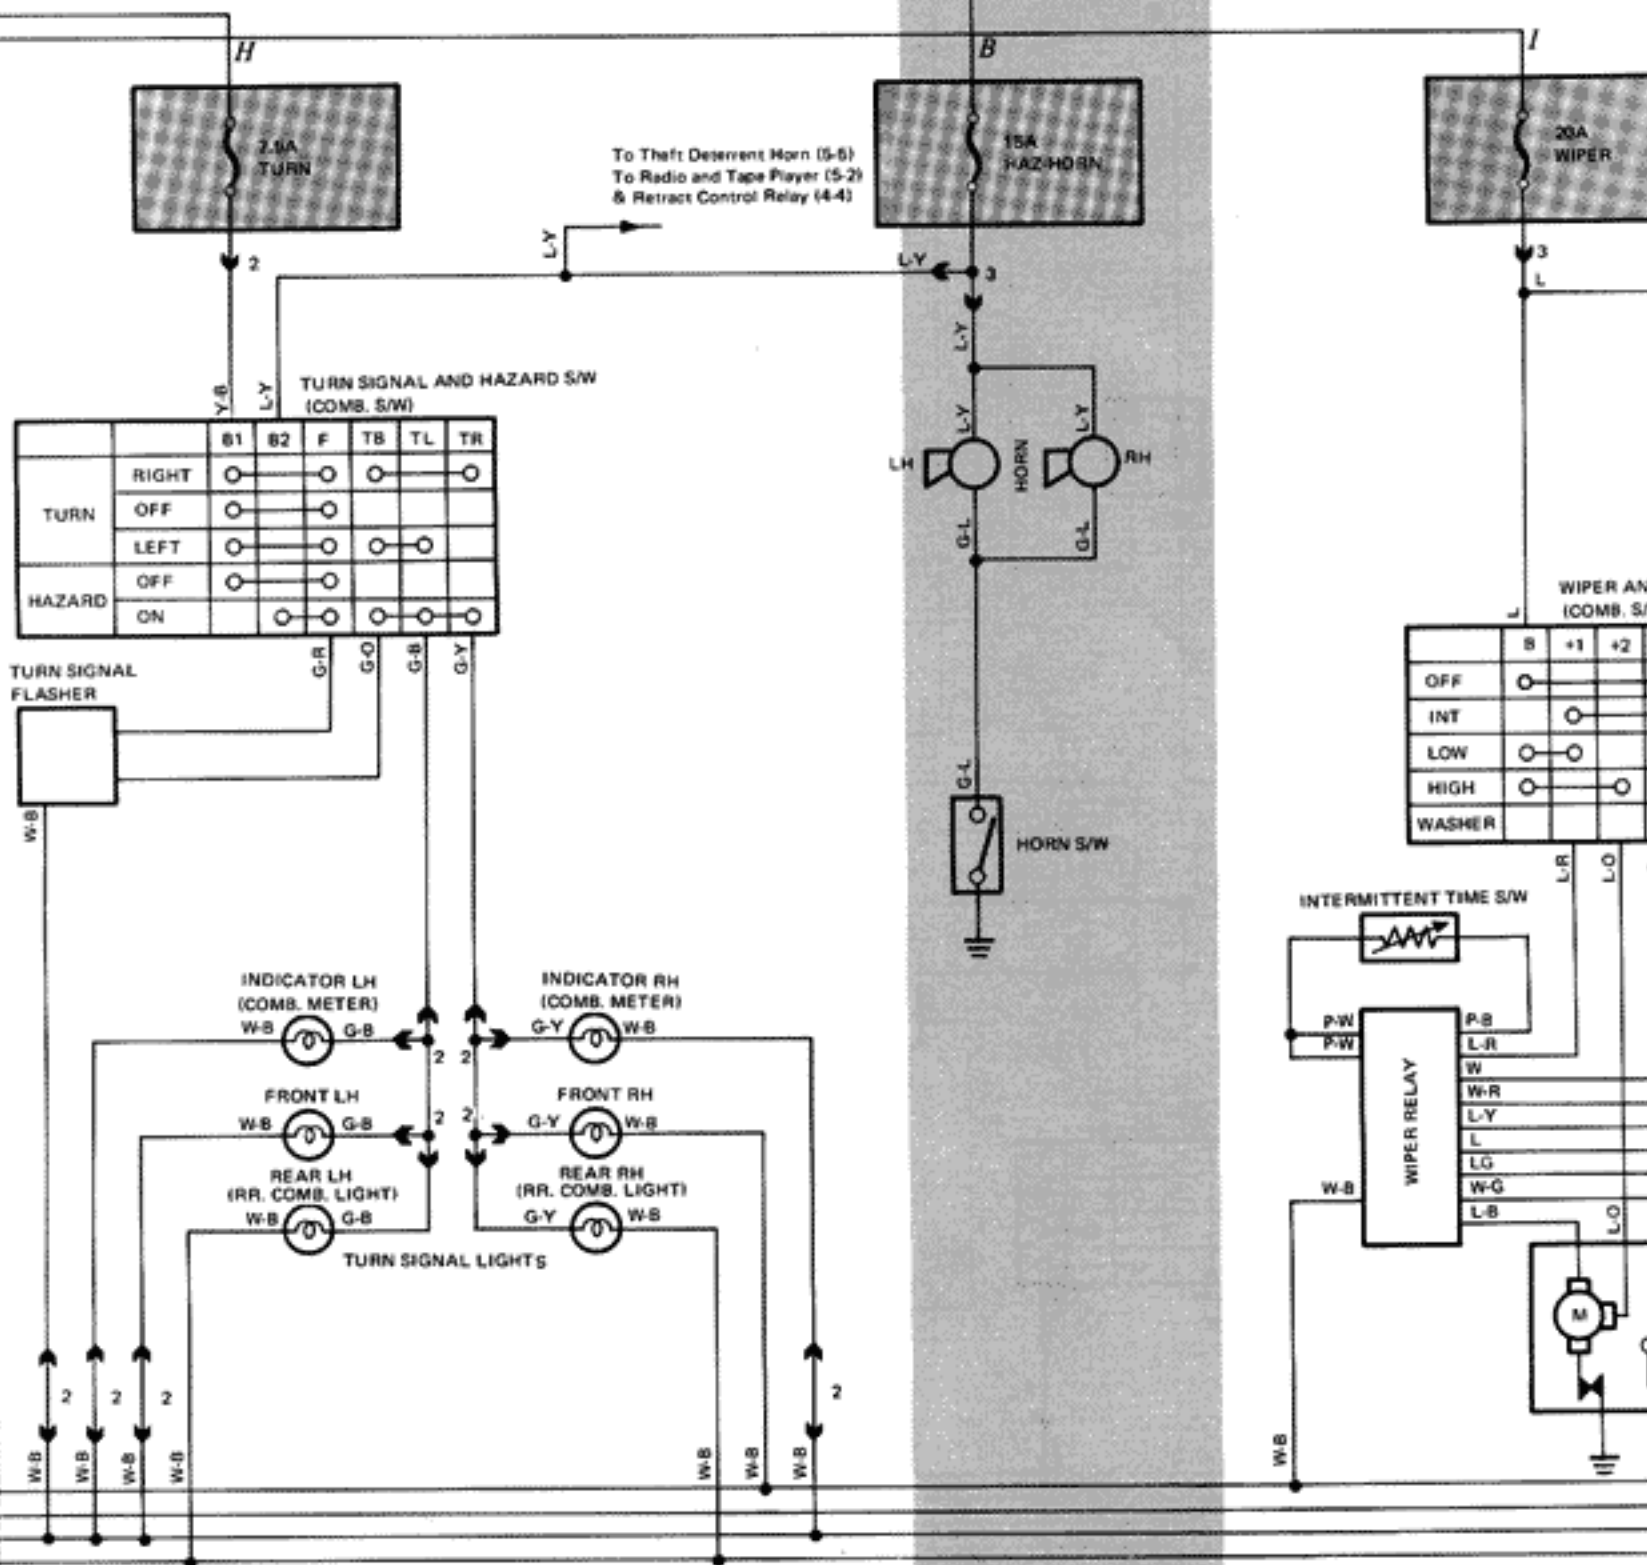 H
B
I
7.5A
TURN
15A
HAZ-HORN
20A
WIPER
To Theft Deterrent Horn (5-5)
To Radio and Tape Player (5-2)
& Retract Control Relay (4-4)
L-Y
2
L-Y
3
3
L
Y-B
L-Y
L-Y
TURN SIGNAL AND HAZARD S/W
(COMB. S/W)
B1 B2 F TB TL TR
TURN
RIGHT
OFF
LEFT
HAZARD
OFF
ON
L-Y
L-Y
LH
HORN
RH
G-L
G-L
G-L
HORN S/W
G-R
G-O
G-B
G-Y
TURN SIGNAL
FLASHER
W-B
L
WIPER AN
(COMB. S/
B +1 +2
OFF
INT
LOW
HIGH
WASHER
L-R
L-O
INTERMITTENT TIME S/W
P-W
P-W
P-B
L-R
W
W-R
L-Y
L
LG
W-G
L-B
WIPER RELAY
W-B
L-O
M
INDICATOR LH
(COMB. METER)
W-B G-B
2
INDICATOR RH
(COMB. METER)
2
G-Y W-B
FRONT LH
W-B G-B
2
FRONT RH
2
G-Y W-B
REAR LH
(RR. COMB. LIGHT)
W-B G-B
REAR RH
(RR. COMB. LIGHT)
G-Y W-B
TURN SIGNAL LIGHTS
2
2
2
2
W-B
W-B
W-B
W-B
W-B
W-B
W-B
W-B